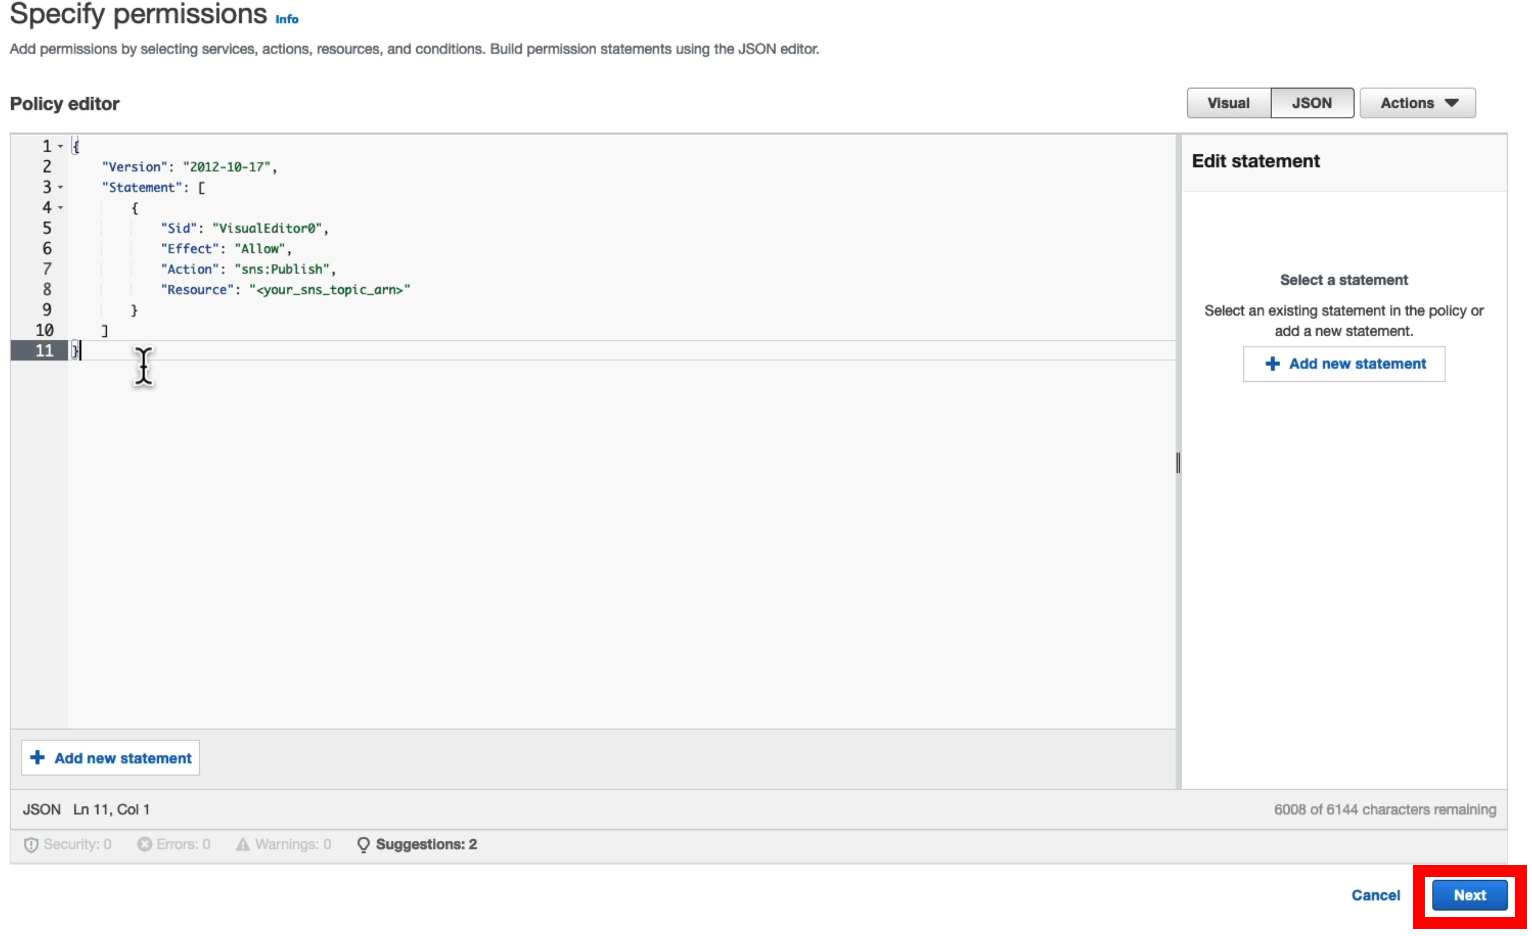 Specify permissions Info
Add permissions by selecting services, actions, resources, and conditions. Build permission statements using the JSON editor.
Policy editor
Visual
JSON
Actions
1 {
2 "Version": "2012-10-17",
3 "Statement": [
4 {
5 "Sid": "VisualEditor0",
6 "Effect": "Allow",
7 "Action": "sns:Publish",
8 "Resource": "<your_sns_topic_arn>"
9 }
10 ]
11 }
Edit statement
Select a statement
Select an existing statement in the policy or
add a new statement.
+ Add new statement
+ Add new statement
JSON Ln 11, Col 1
6008 of 6144 characters remaining
Security: 0 Errors: 0 Warnings: 0 Suggestions: 2
Cancel
Next